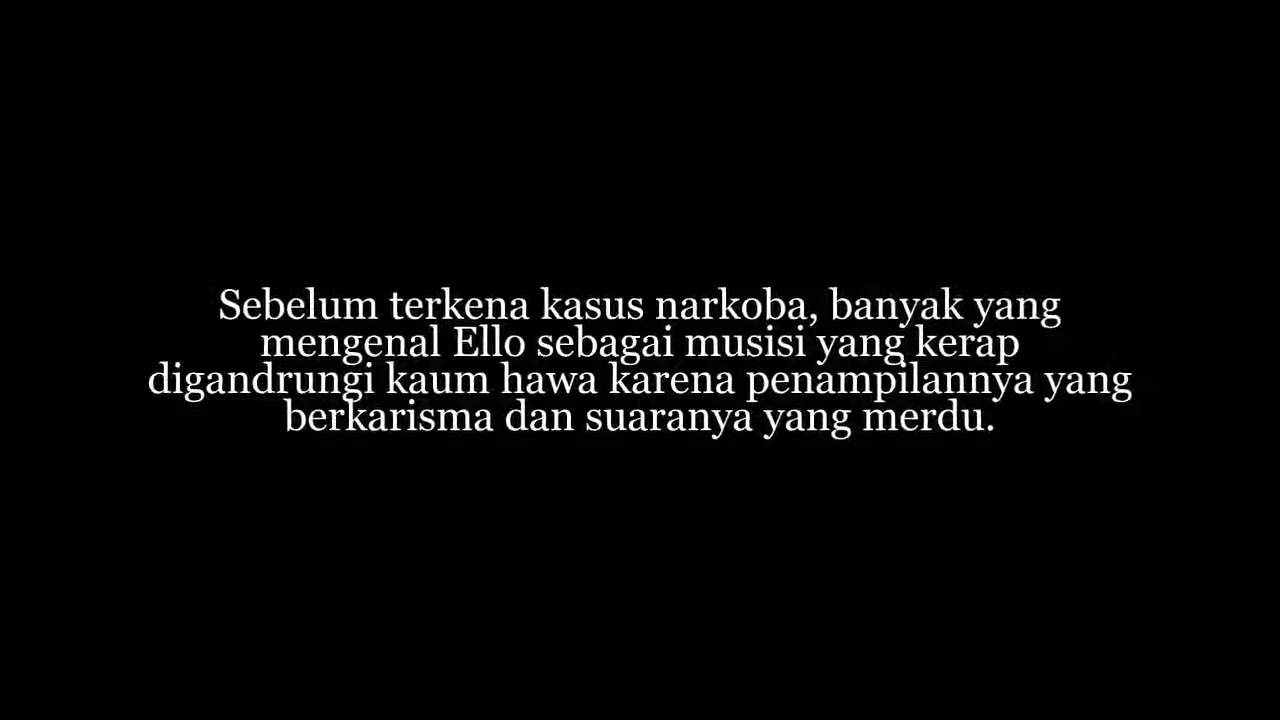 Sebelum terkena kasus narkoba, banyak yang
mengenal Ello sebagai musisi yang kerap
digandrungi kaum hawa karena penampilannya yang
berkarisma dan suaranya yang merdu.